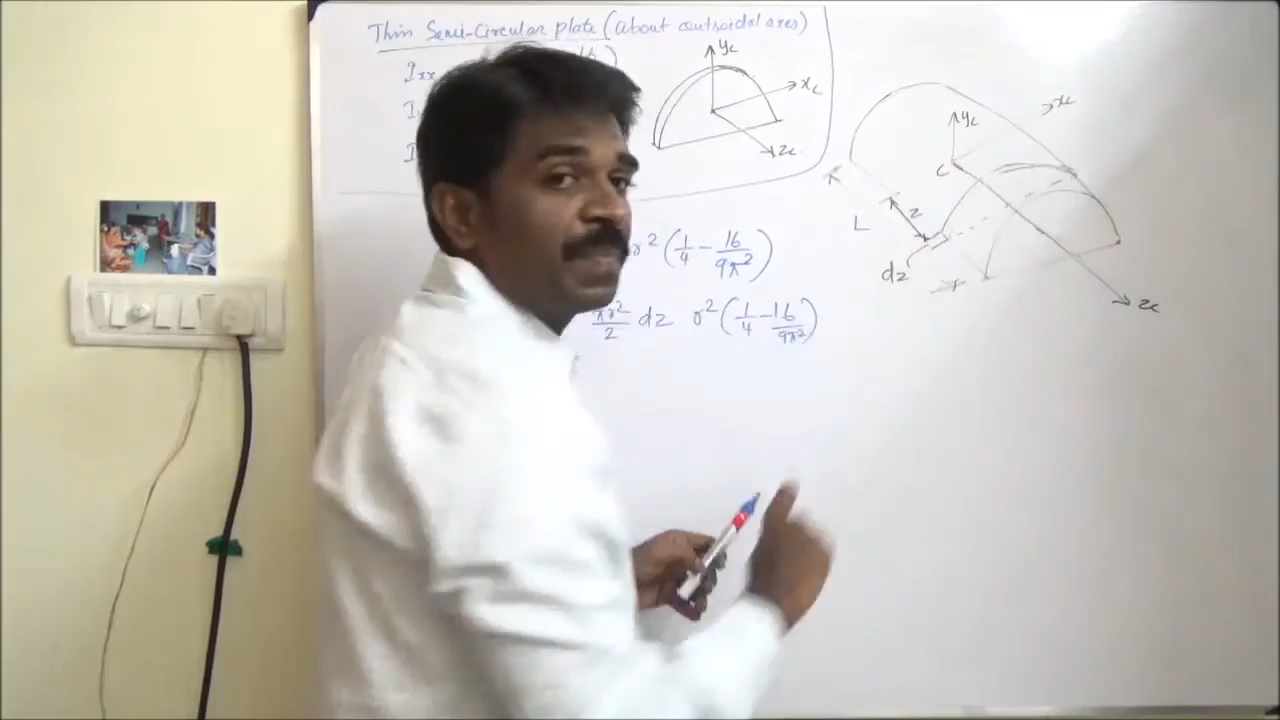 Thin Semi-Circular plate (about centroidal axes)
Ixx 16
I
I
yc
xc
zc
r² (1/4 - 16/9π²)
πr²/2 dz r² (1/4 - 16/9π²)
yc
xc
C
L
z
dz
zc